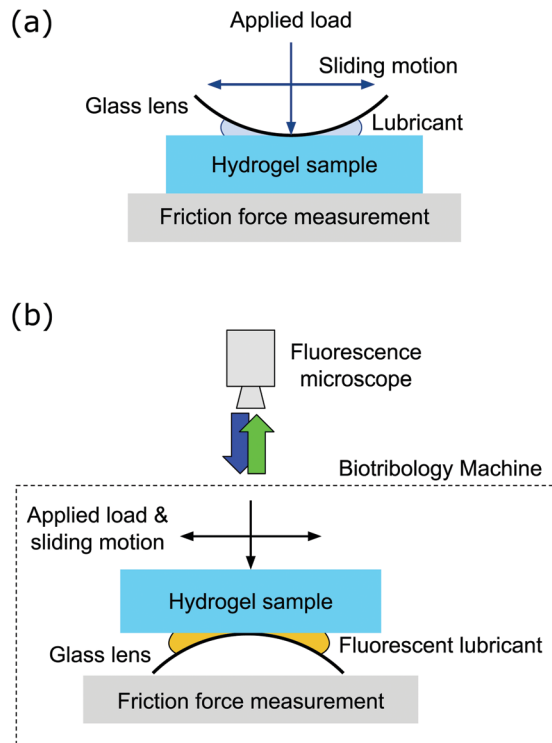 (a)
Applied load
Sliding motion
Glass lens
Lubricant
Hydrogel sample
Friction force measurement
(b)
Fluorescence
microscope
Biotribology Machine
Applied load &
sliding motion
Hydrogel sample
Glass lens
Fluorescent lubricant
Friction force measurement